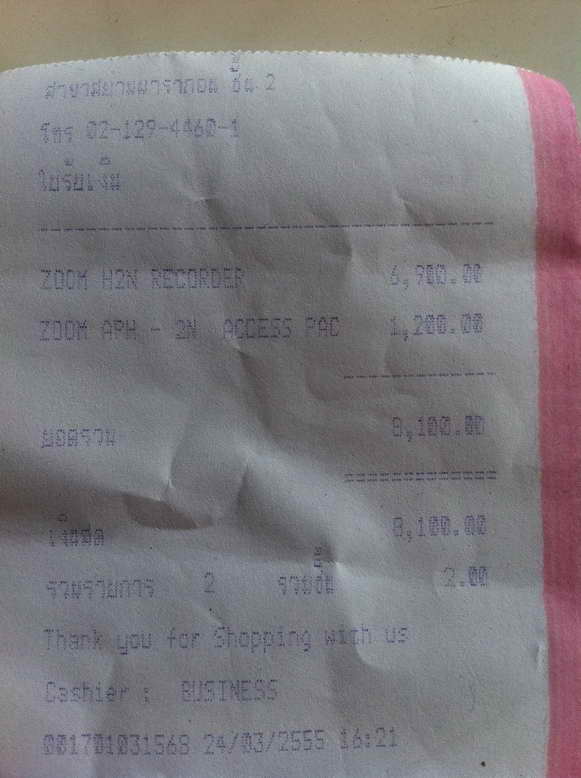 สาขาสยามพารากอน ชั้น 2
โทร 02-129-4460-1
ใบรับเงิน
ZOOM H2N RECORDER 6,900.00
ZOOM APH - 2N ACCESS PAC 1,200.00
ยอดรวม 8,100.00
เงินสด 8,100.00
รวมรายการ 2 รวมชิ้น 2.00
Thank you for Shopping with us
Cashier : BUSINESS
001701031568 24/03/2555 16:21